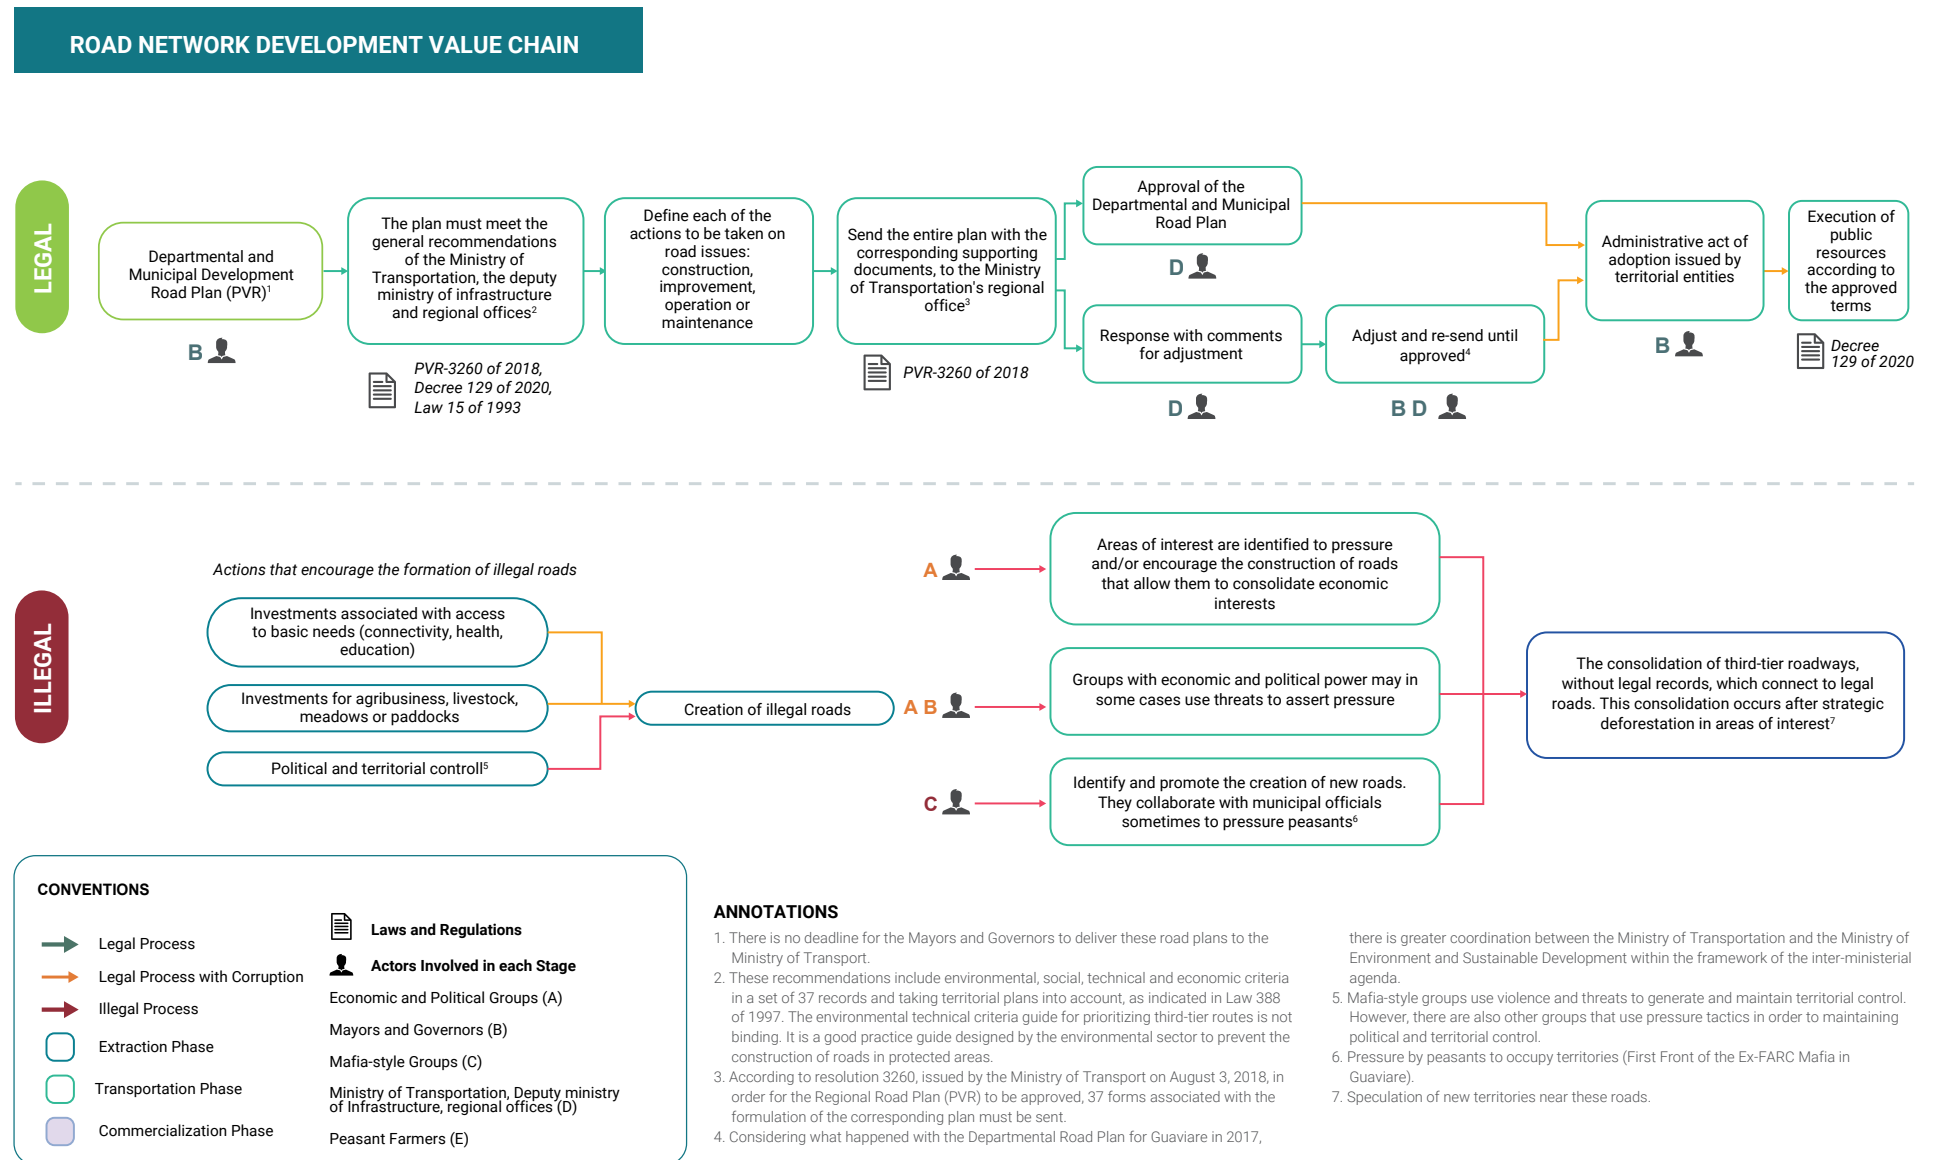 ROAD NETWORK DEVELOPMENT VALUE CHAIN
LEGAL
Departmental and
Municipal Development
Road Plan (PVR)¹
B
The plan must meet the
general recommendations
of the Ministry of
Transportation, the deputy
ministry of infrastructure
and regional offices²
PVR-3260 of 2018,
Decree 129 of 2020,
Law 15 of 1993
Define each of the
actions to be taken on
road issues:
construction,
improvement,
operation or
maintenance
Send the entire plan with the
corresponding supporting
documents, to the Ministry
of Transportation's regional
office³
PVR-3260 of 2018
Approval of the
Departmental and Municipal
Road Plan
D
Response with comments
for adjustment
D
Adjust and re-send until
approved⁴
B D
Administrative act of
adoption issued by
territorial entities
B
Execution of
public
resources
according to
the approved
terms
Decree
129 of 2020
ILLEGAL
Actions that encourage the formation of illegal roads
Investments associated with access
to basic needs (connectivity, health,
education)
Investments for agribusiness, livestock,
meadows or paddocks
Political and territorial controll⁵
Creation of illegal roads
A
Areas of interest are identified to pressure
and/or encourage the construction of roads
that allow them to consolidate economic
interests
A B
Groups with economic and political power may in
some cases use threats to assert pressure
C
Identify and promote the creation of new roads.
They collaborate with municipal officials
sometimes to pressure peasants⁶
The consolidation of third-tier roadways,
without legal records, which connect to legal
roads. This consolidation occurs after strategic
deforestation in areas of interest⁷
CONVENTIONS
Legal Process
Legal Process with Corruption
Illegal Process
Extraction Phase
Transportation Phase
Commercialization Phase
Laws and Regulations
Actors Involved in each Stage
Economic and Political Groups (A)
Mayors and Governors (B)
Mafia-style Groups (C)
Ministry of Transportation, Deputy ministry
of Infrastructure, regional offices (D)
Peasant Farmers (E)
ANNOTATIONS
1. There is no deadline for the Mayors and Governors to deliver these road plans to the
Ministry of Transport.
2. These recommendations include environmental, social, technical and economic criteria
in a set of 37 records and taking territorial plans into account, as indicated in Law 388
of 1997. The environmental technical criteria guide for prioritizing third-tier routes is not
binding. It is a good practice guide designed by the environmental sector to prevent the
construction of roads in protected areas.
3. According to resolution 3260, issued by the Ministry of Transport on August 3, 2018, in
order for the Regional Road Plan (PVR) to be approved, 37 forms associated with the
formulation of the corresponding plan must be sent.
4. Considering what happened with the Departmental Road Plan for Guaviare in 2017,
there is greater coordination between the Ministry of Transportation and the Ministry of
Environment and Sustainable Development within the framework of the inter-ministerial
agenda.
5. Mafia-style groups use violence and threats to generate and maintain territorial control.
However, there are also other groups that use pressure tactics in order to maintaining
political and territorial control.
6. Pressure by peasants to occupy territories (First Front of the Ex-FARC Mafia in
Guaviare).
7. Speculation of new territories near these roads.